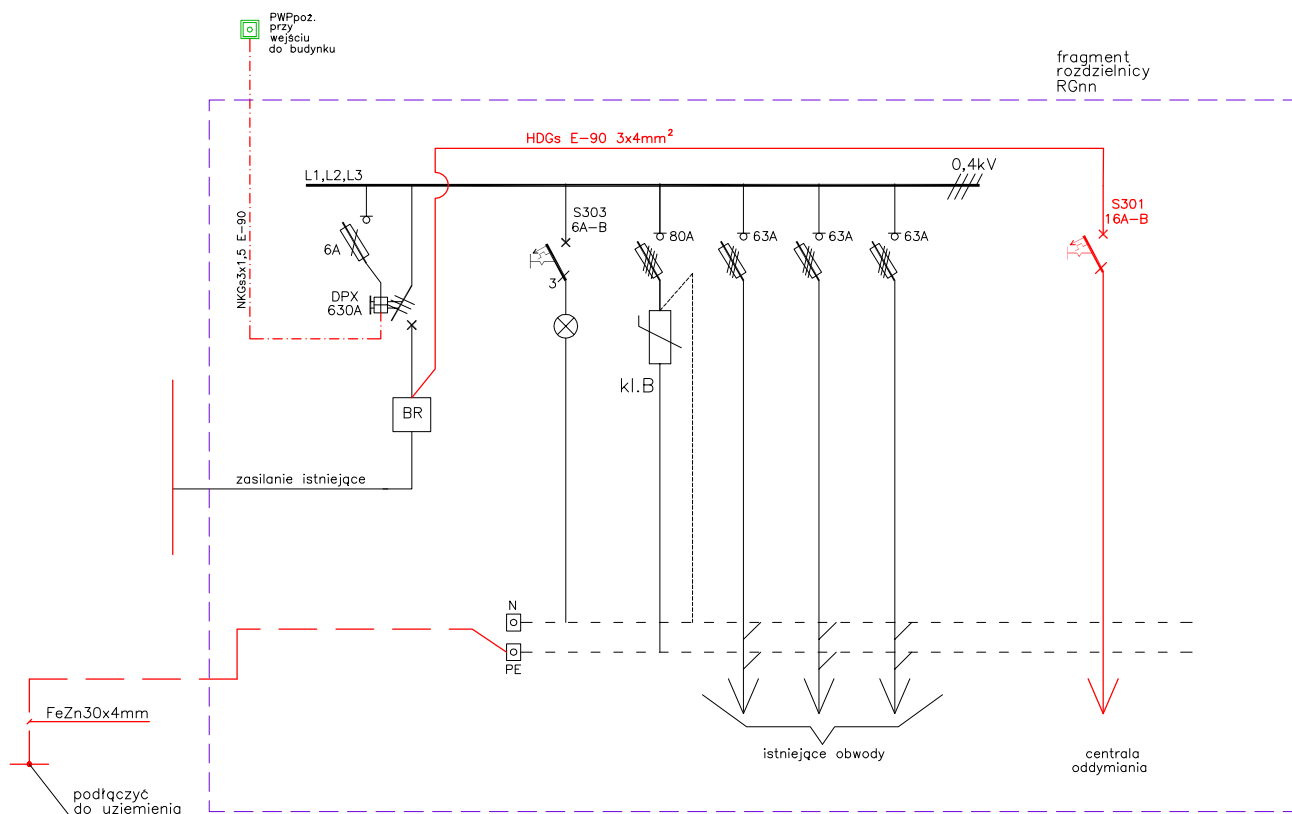 PWPpoż.
przy
wejściu
do budynku
fragment
rozdzielnicy
RGnn
HDGs E-90 3x4mm²
L1,L2,L3
0,4kV
NKGs3x1,5 E-90
6A
S303
6A-B
80A
63A
63A
63A
S301
16A-B
DPX
630A
3
kl.B
BR
zasilanie istniejące
N
PE
FeZn30x4mm
istniejące obwody
centrala
oddymiania
podłączyć
do uziemienia